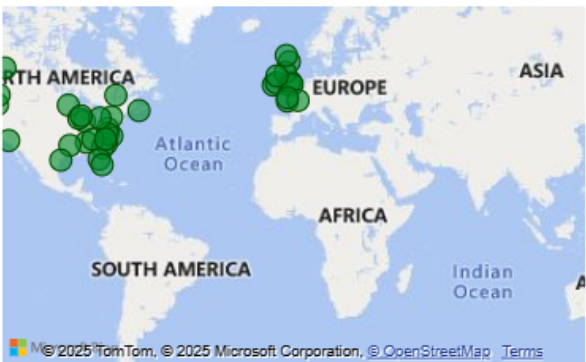 ASIA
RTH AMERICA
EUROPE
Atlantic
Ocean
AFRICA
SOUTH AMERICA
Indian
Ocean
A
© 2025 TomTom, © 2025 Microsoft Corporation, © OpenStreetMap Terms